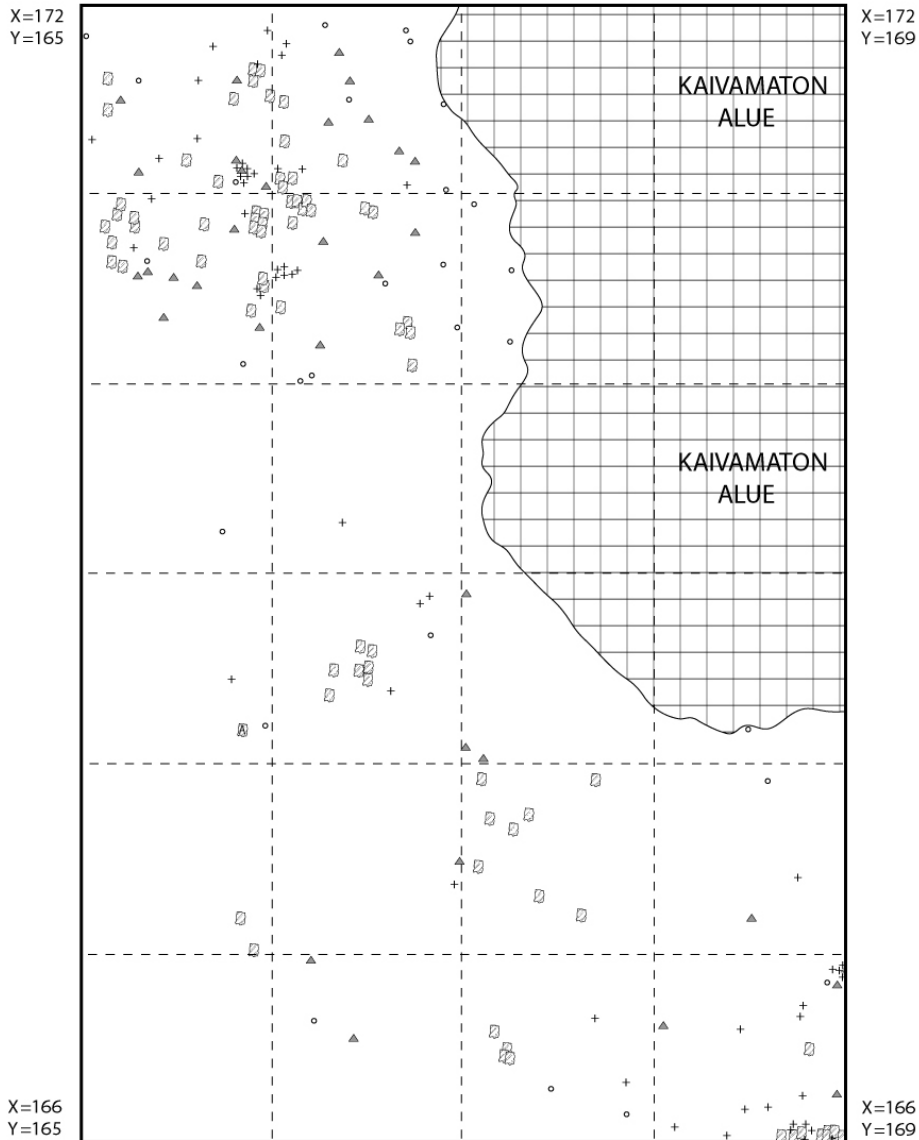 X=172
Y=165
X=172
Y=169
KAIVAMATON
ALUE
KAIVAMATON
ALUE
A
X=166
Y=165
X=166
Y=169